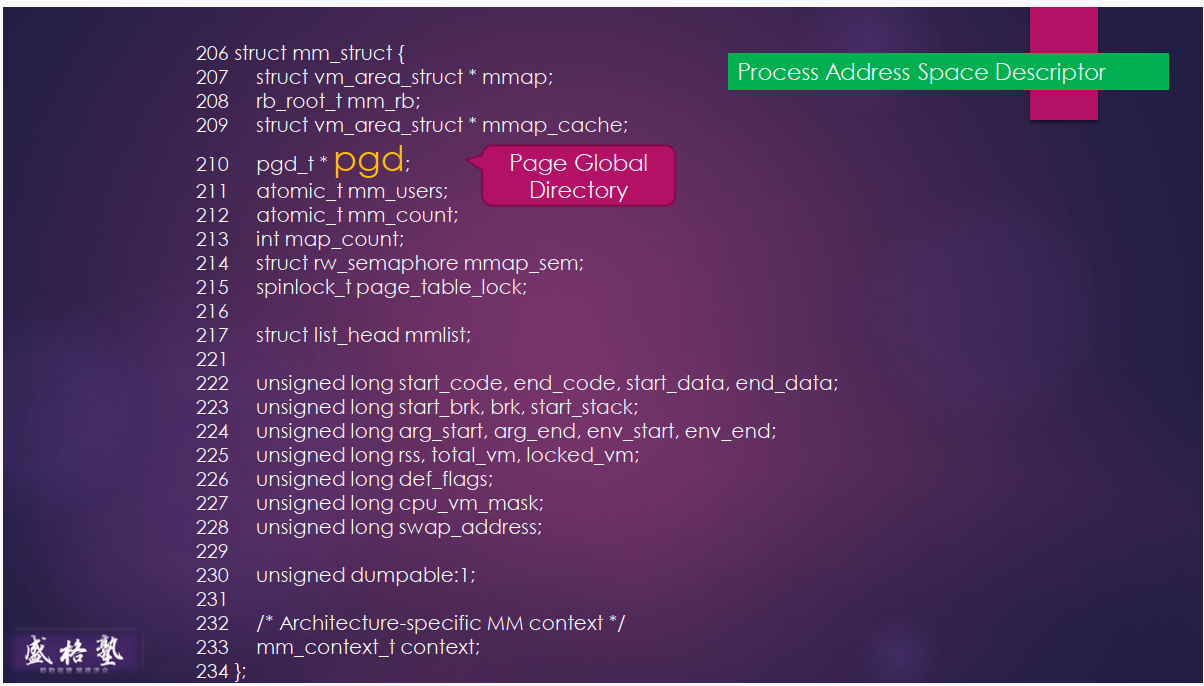 206 struct mm_struct {
207 struct vm_area_struct * mmap;
208 rb_root_t mm_rb;
209 struct vm_area_struct * mmap_cache;
210 pgd_t * pgd;
211 atomic_t mm_users;
212 atomic_t mm_count;
213 int map_count;
214 struct rw_semaphore mmap_sem;
215 spinlock_t page_table_lock;
216
217 struct list_head mmlist;
221
222 unsigned long start_code, end_code, start_data, end_data;
223 unsigned long start_brk, brk, start_stack;
224 unsigned long arg_start, arg_end, env_start, env_end;
225 unsigned long rss, total_vm, locked_vm;
226 unsigned long def_flags;
227 unsigned long cpu_vm_mask;
228 unsigned long swap_address;
229
230 unsigned dumpable:1;
231
232 /* Architecture-specific MM context */
233 mm_context_t context;
234 };
Process Address Space Descriptor
Page Global
Directory
盛格塾